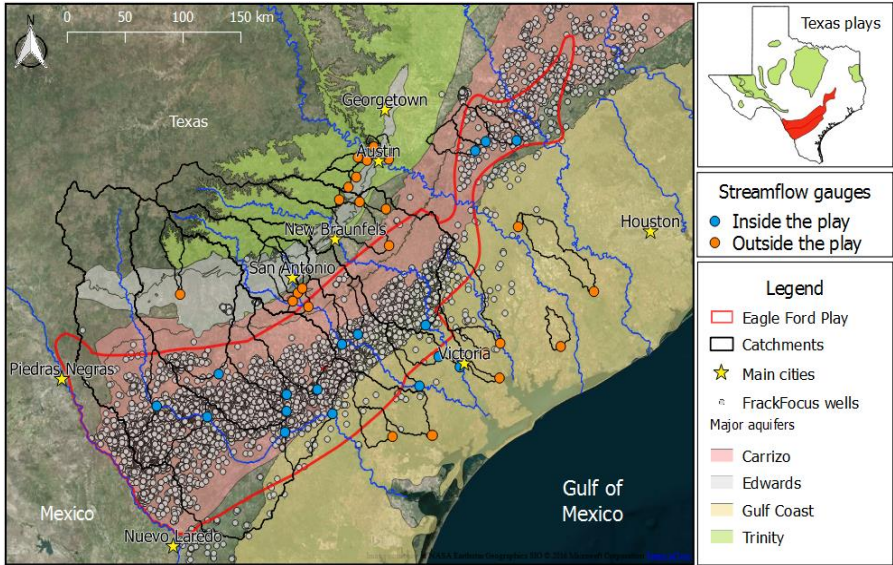 N
0 50 100 150 km
Texas
Georgetown
Austin
New Braunfels
Houston
San Antonio
Piedras Negras
Victoria
Gulf of
Mexico
Mexico
Nuevo Laredo
Texas plays
Streamflow gauges
Inside the play
Outside the play
Legend
Eagle Ford Play
Catchments
Main cities
FrackFocus wells
Major aquifers
Carrizo
Edwards
Gulf Coast
Trinity